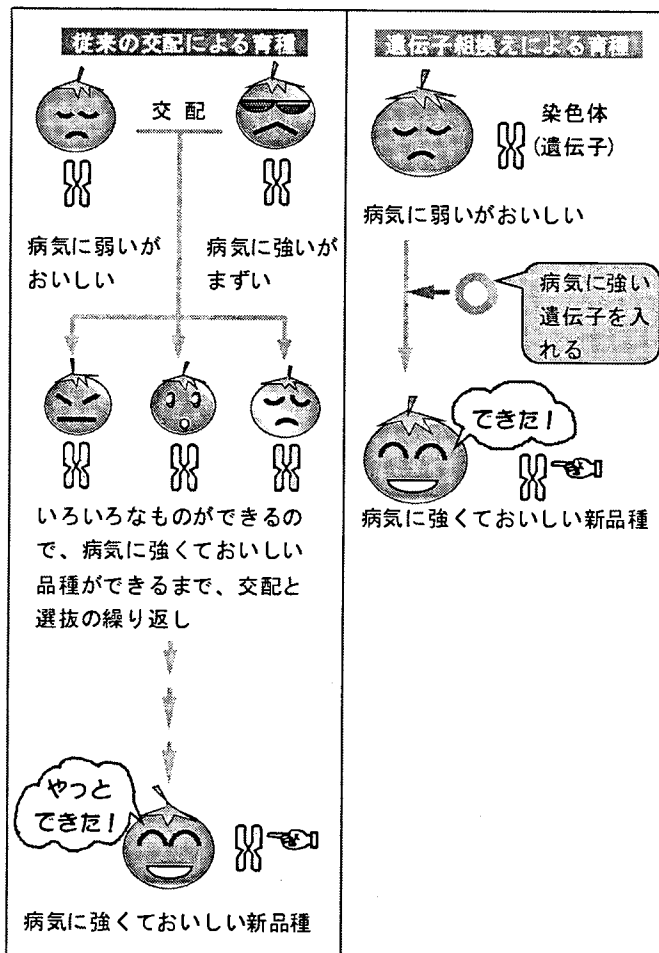 従来の交配による育種
交配
病気に弱いが
おいしい
病気に強いが
まずい
いろいろなものができるの
で、病気に強くておいしい
品種ができるまで、交配と
選抜の繰り返し
やっと
できた!
病気に強くておいしい新品種
遺伝子組換えによる育種
染色体
(遺伝子)
病気に弱いがおいしい
病気に強い
遺伝子を入
れる
できた!
病気に強くておいしい新品種